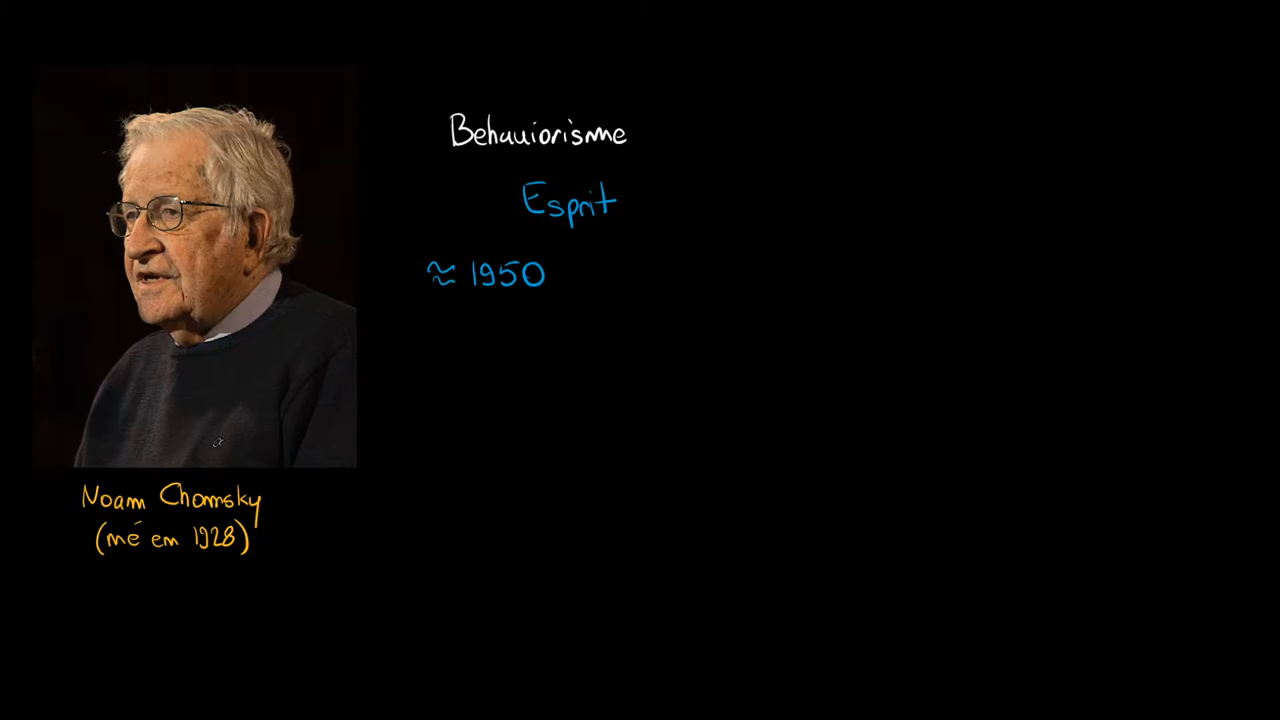 Behaviorisme
Esprit
≈ 1950
Noam Chomsky
(né en 1928)